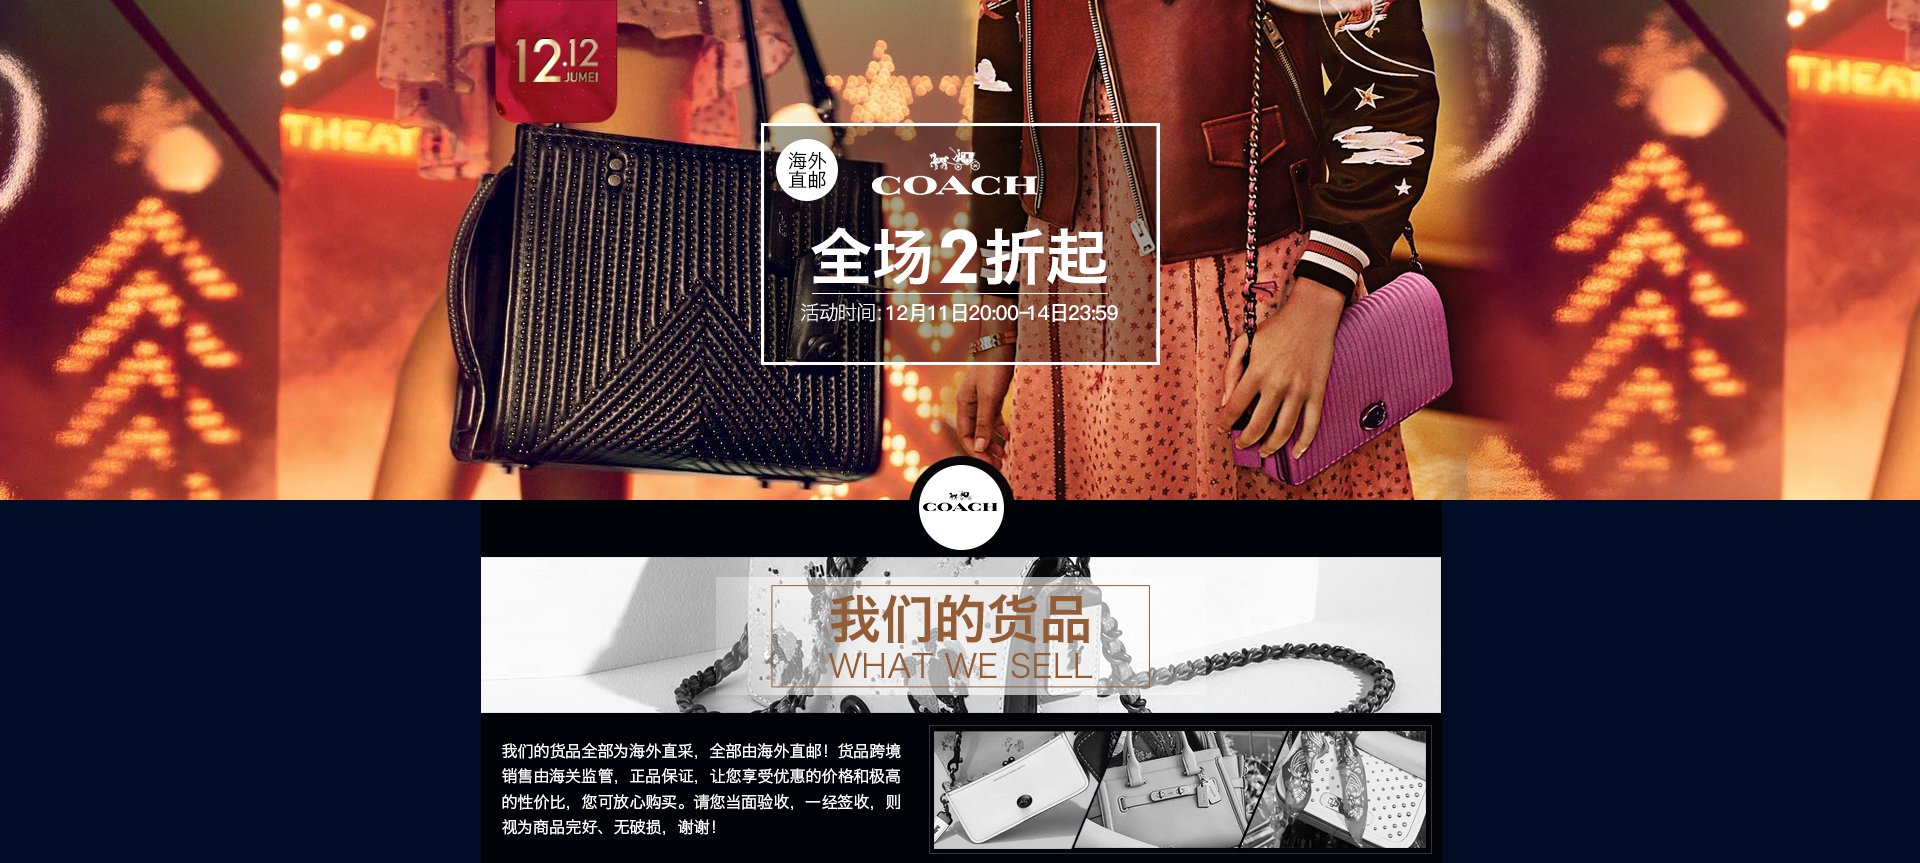 12.12
JUMEI
THEAT
THEAT
海外
直邮
COACH
全场2折起
活动时间:12月11日20:00-14日23:59
COACH
我们的货品
WHAT WE SELL
我们的货品全部为海外直采，全部由海外直邮！货品跨境
销售由海关监管，正品保证，让您享受优惠的价格和极高
的性价比，您可放心购买。请您当面验收，一经签收，则
视为商品完好、无破损，谢谢！